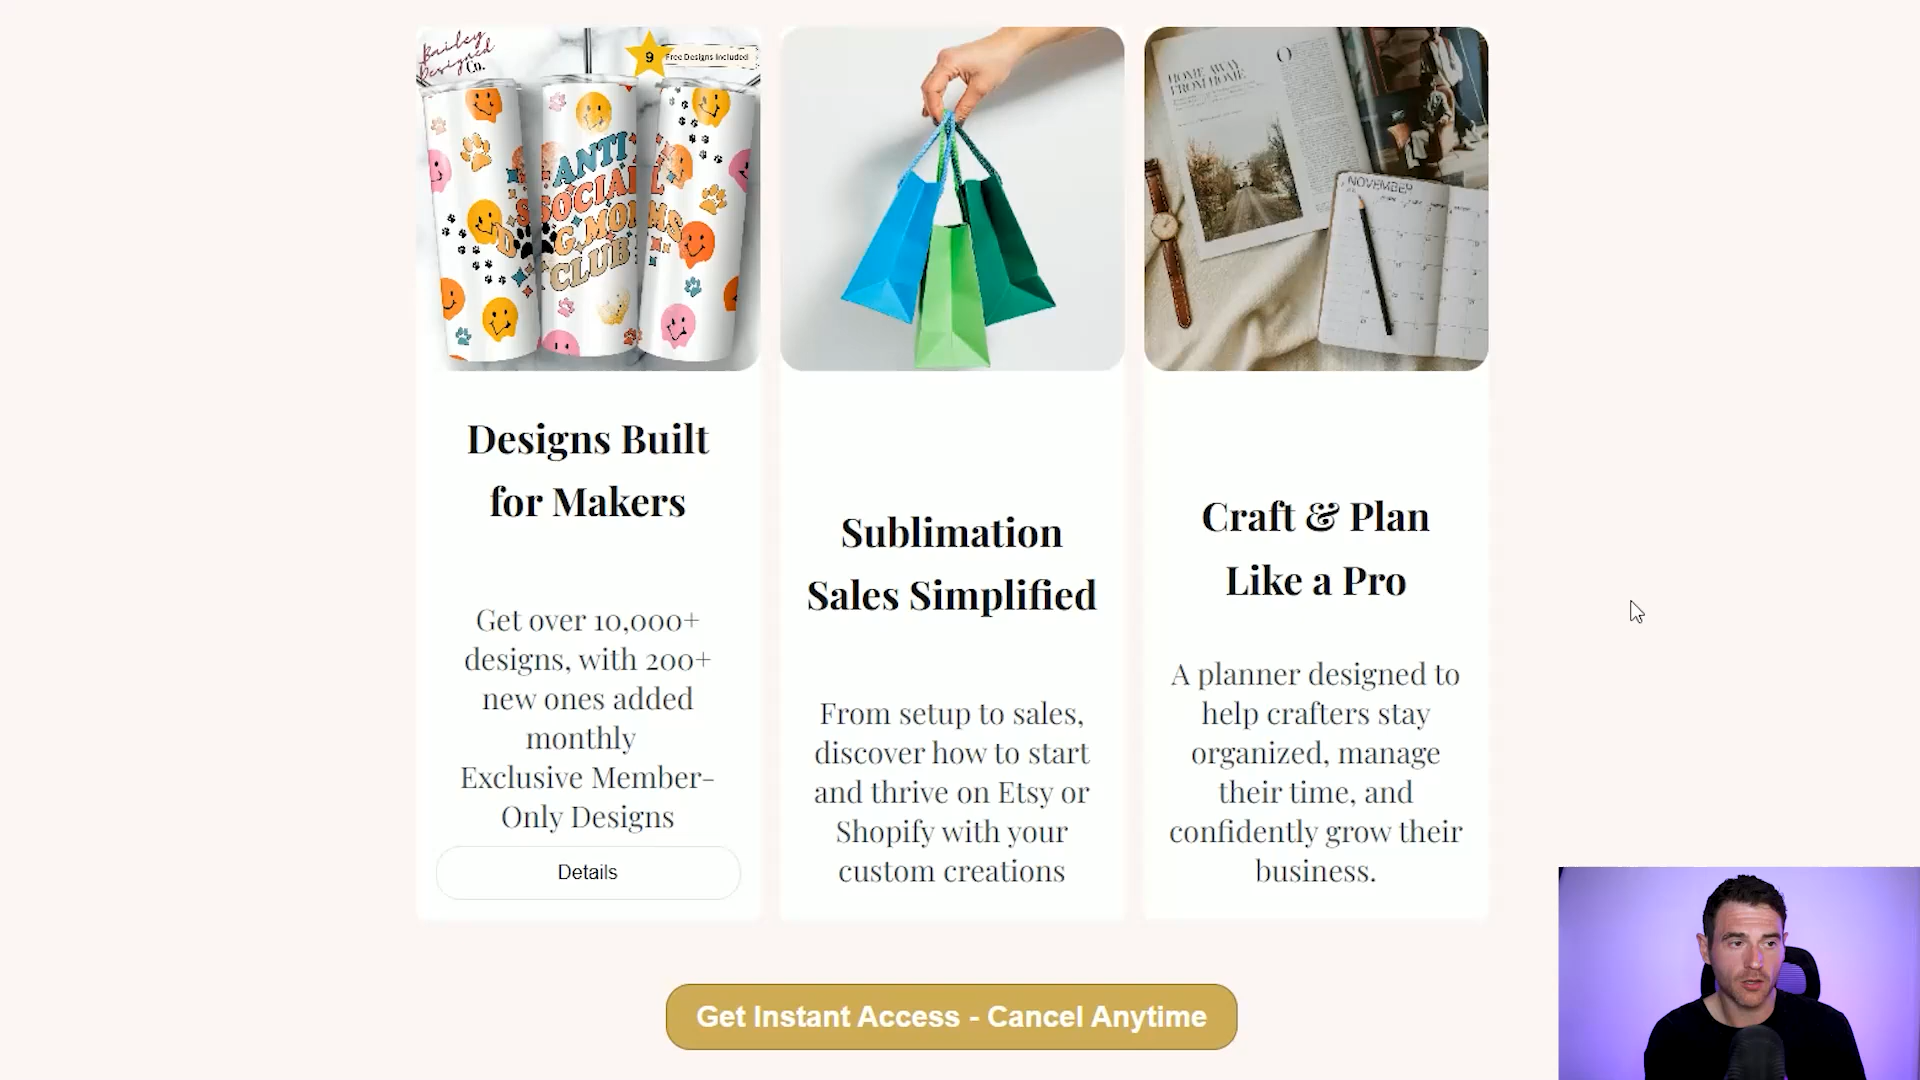 Bailey
Designed
Co.
9
Free Designs Included
ANTI
SOCIAL
CLUB
HOME AWAY
FROM HOME
NOVEMBER
Designs Built
for Makers
Get over 10,000+
designs, with 200+
new ones added
monthly
Exclusive Member-
Only Designs
Details
Sublimation
Sales Simplified
From setup to sales,
discover how to start
and thrive on Etsy or
Shopify with your
custom creations
Craft & Plan
Like a Pro
A planner designed to
help crafters stay
organized, manage
their time, and
confidently grow their
business.
Get Instant Access - Cancel Anytime